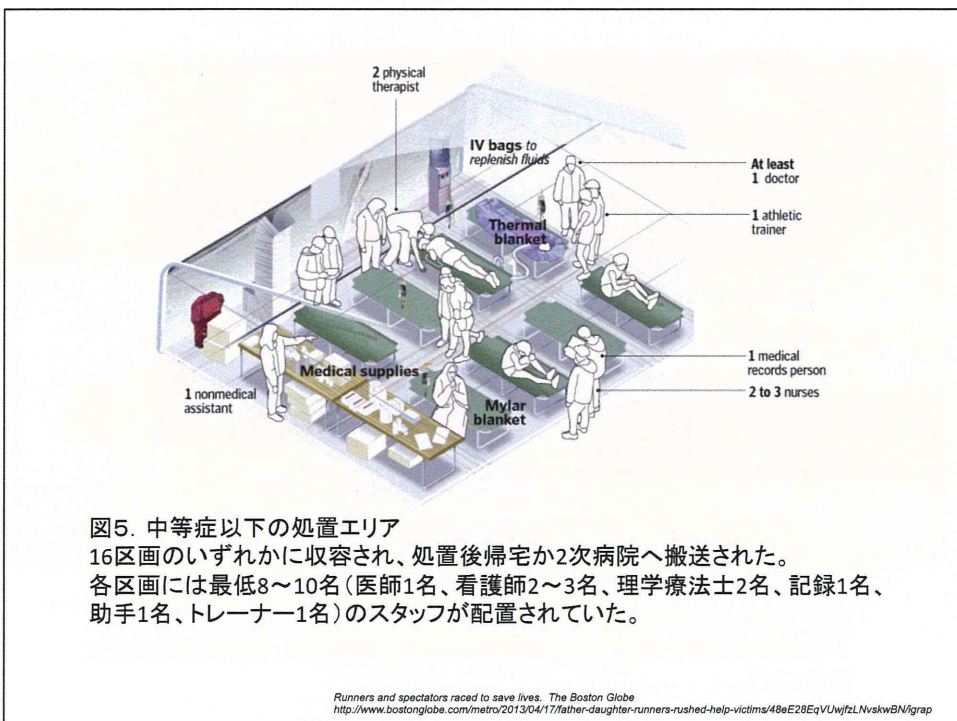 2 physical
therapist
IV bags to
replenish fluids
At least
1 doctor
Thermal
blanket
1 athletic
trainer
Medical supplies
1 medical
records person
1 nonmedical
assistant
2 to 3 nurses
Mylar
blanket
図5. 中等症以下の処置エリア
16区画のいずれかに収容され、処置後帰宅か2次病院へ搬送された。
各区画には最低8～10名(医師1名、看護師2～3名、理学療法士2名、記録1名、
助手1名、トレーナー1名)のスタッフが配置されていた。
Runners and spectators raced to save lives. The Boston Globe
http://www.bostonglobe.com/metro/2013/04/17/father-daughter-runners-rushed-help-victims/48eE28EqVUwjfzLNvskwBN/igrap